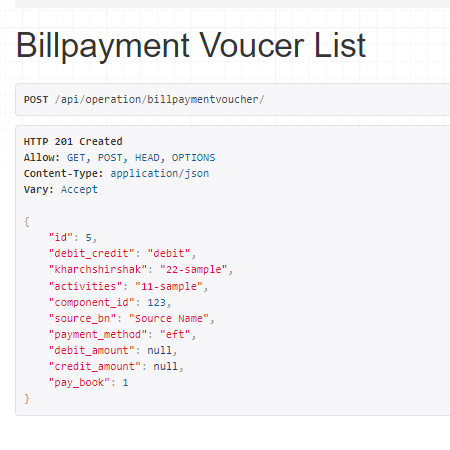 Billpayment Voucer List
POST /api/operation/billpaymentvoucher/
HTTP 201 Created
Allow: GET, POST, HEAD, OPTIONS
Content-Type: application/json
Vary: Accept
{
    "id": 5,
    "debit_credit": "debit",
    "kharchshirshak": "22-sample",
    "activities": "11-sample",
    "component_id": 123,
    "source_bn": "Source Name",
    "payment_method": "eft",
    "debit_amount": null,
    "credit_amount": null,
    "pay_book": 1
}